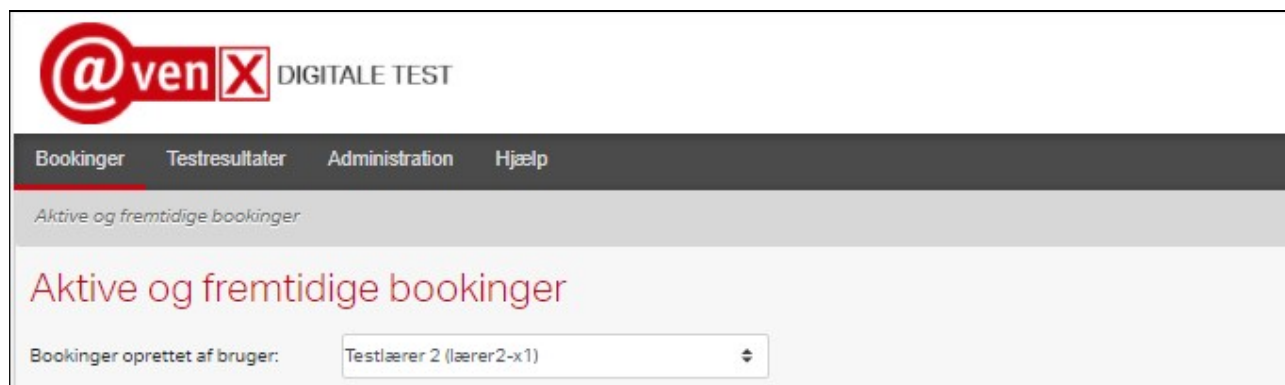 @ven X DIGITALE TEST
Bookinger Testresultater Administration Hjælp
Aktive og fremtidige bookinger
Aktive og fremtidige bookinger
Bookinger oprettet af bruger: Testlærer 2 (lærer2-x1)